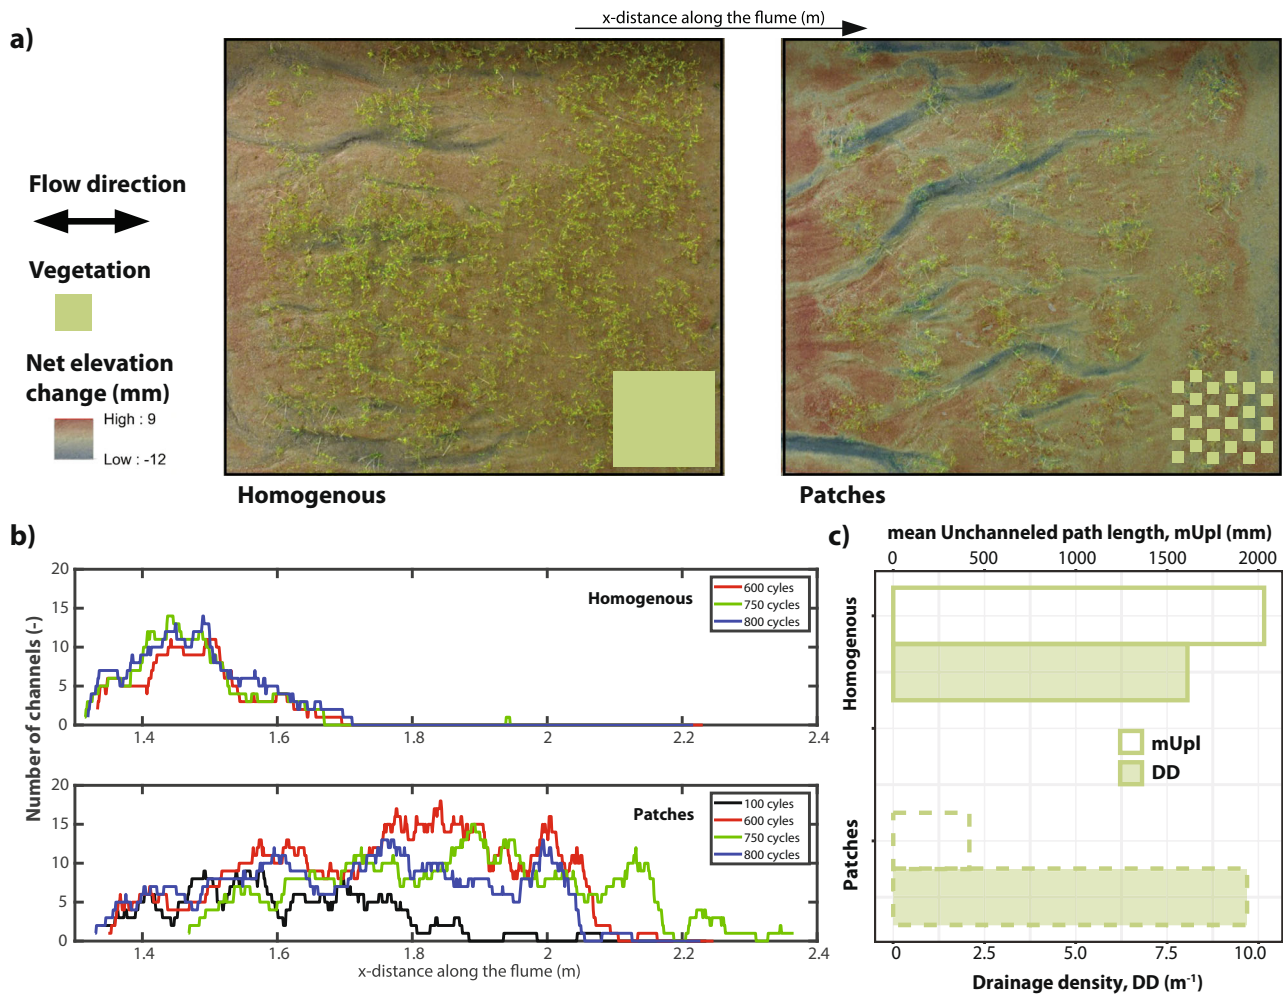 x-distance along the flume (m)
a)
Flow direction
Vegetation
Net elevation
change (mm)
High : 9
Low : -12
Homogenous
Patches
b)
Number of channels (-)
20
15
10
5
0
1.4
1.6
1.8
2
2.2
2.4
Homogenous
600 cyles
750 cycles
800 cycles
20
15
10
5
0
1.4
1.6
1.8
2
2.2
2.4
Patches
100 cyles
600 cycles
750 cycles
800 cycles
x-distance along the flume (m)
c)
mean Unchanneled path length, mUpl (mm)
0
500
1000
1500
2000
Homogenous
Patches
mUpl
DD
0
2.5
5.0
7.5
10.0
Drainage density, DD (m⁻¹)